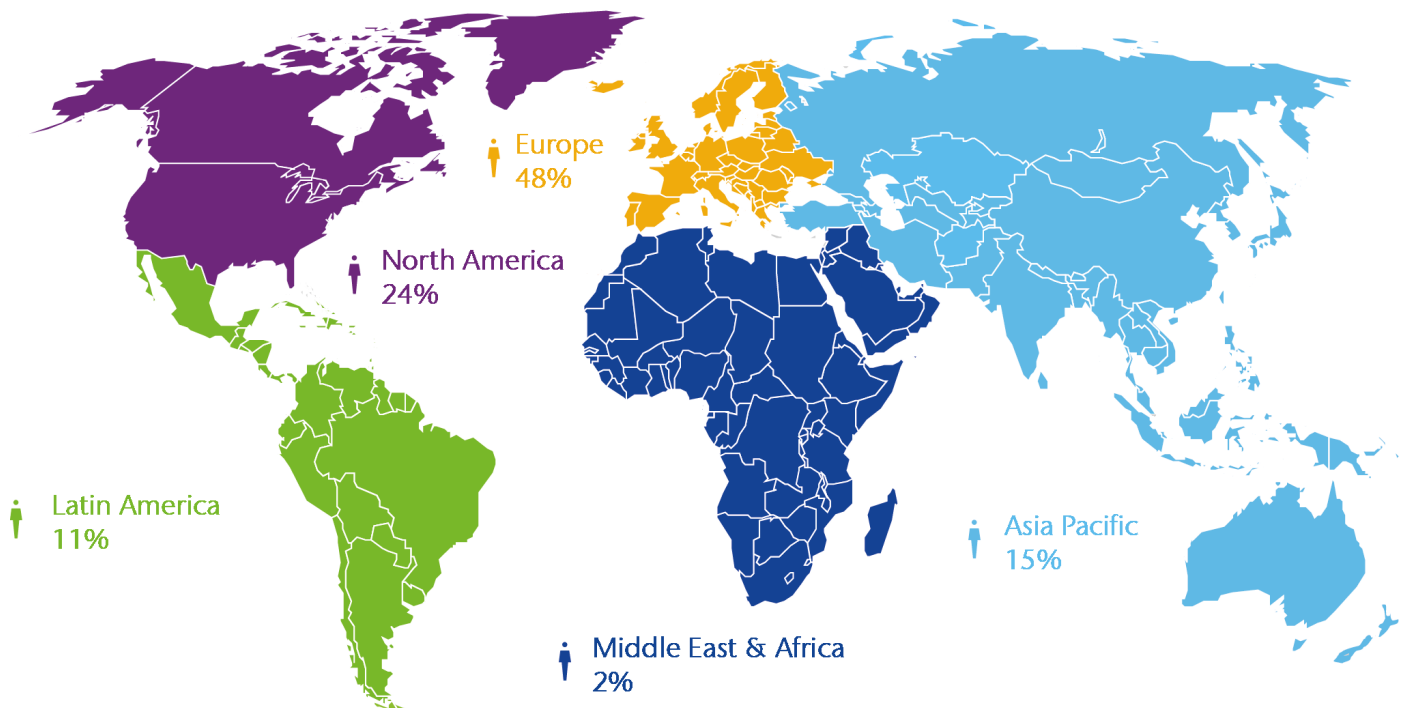 Europe
48%
North America
24%
Latin America
11%
Asia Pacific
15%
Middle East & Africa
2%